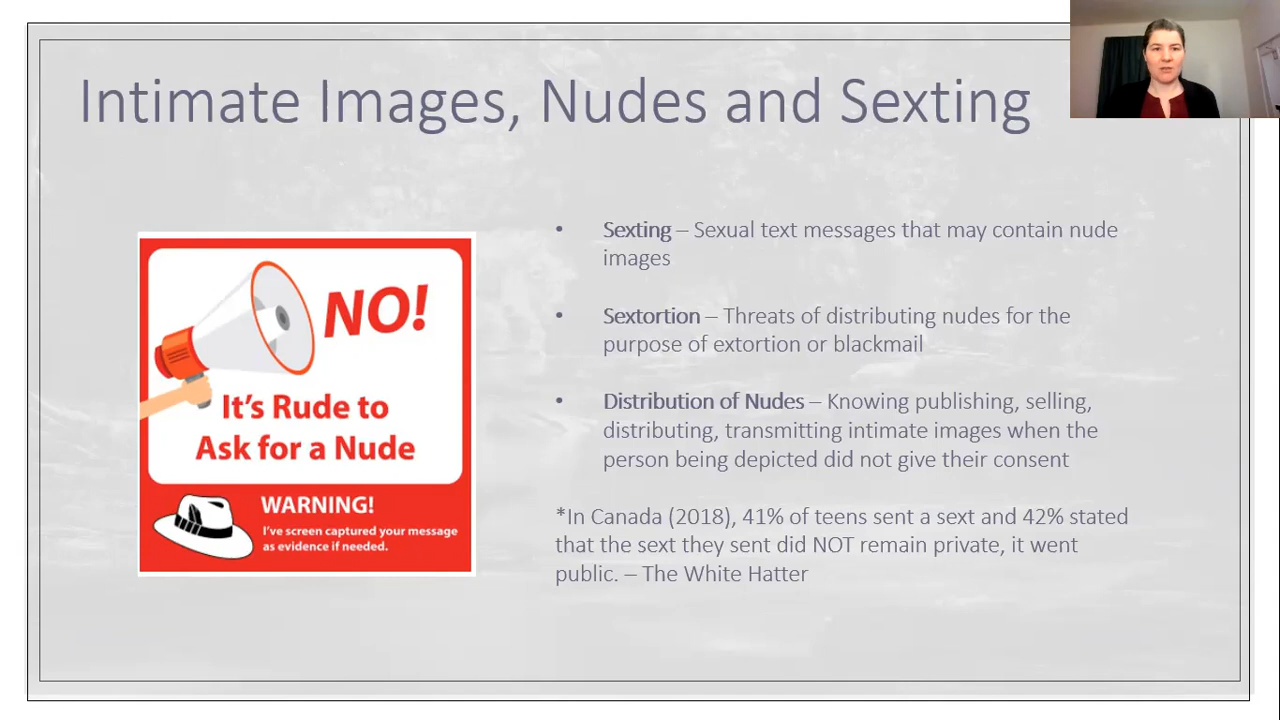 Intimate Images, Nudes and Sexting
NO!
It's Rude to
Ask for a Nude
WARNING!
I've screen captured your message
as evidence if needed.
• Sexting – Sexual text messages that may contain nude
images
• Sextortion – Threats of distributing nudes for the
purpose of extortion or blackmail
• Distribution of Nudes – Knowing publishing, selling,
distributing, transmitting intimate images when the
person being depicted did not give their consent
*In Canada (2018), 41% of teens sent a sext and 42% stated
that the sext they sent did NOT remain private, it went
public. – The White Hatter